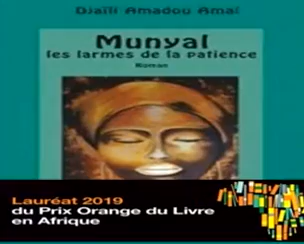 Djaïli Amadou Amal
Munyal
les larmes de la patience
Roman
Lauréat 2019
du Prix Orange du Livre
en Afrique